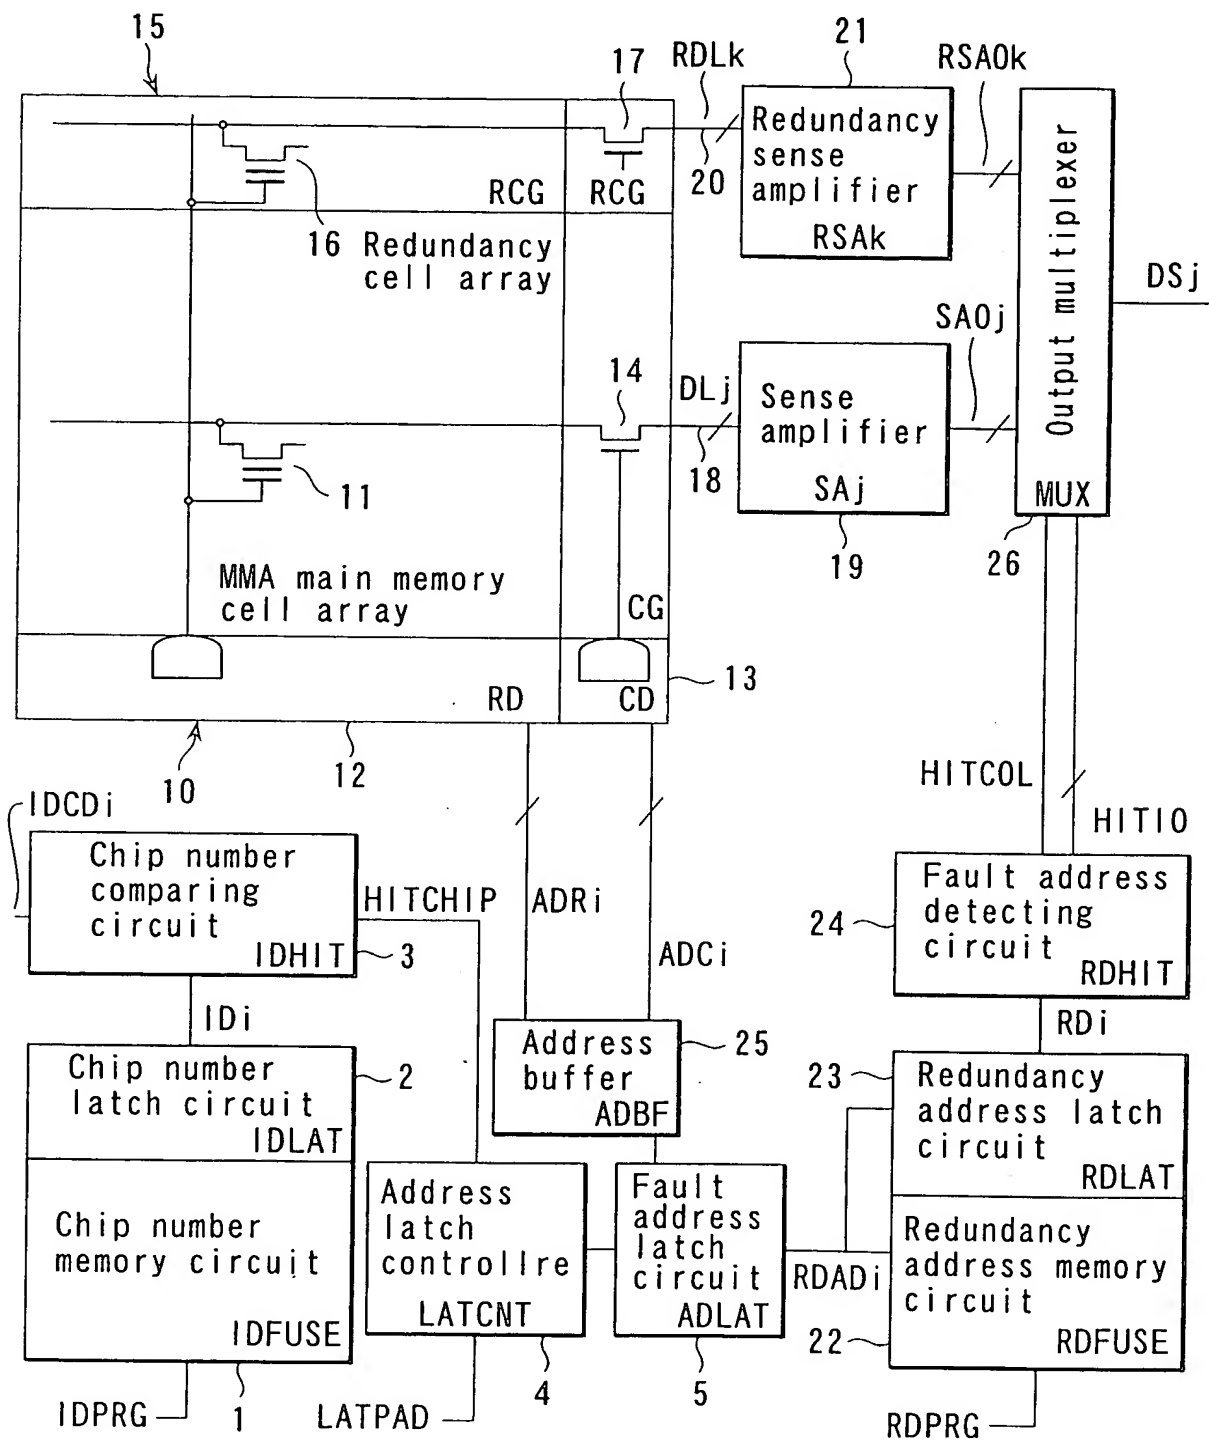 15
17
RDLk
21
RSAOk
Redundancy
sense
amplifier
RSAk
20
RCG
RCG
16 Redundancy
cell array
Output multiplexer
MUX
DSj
SAOj
14
DLj
Sense
amplifier
SAj
18
11
19
26
MMA main memory
cell array
CG
RD
CD
13
10
12
HITCOL
HITIO
IDCDi
Chip number
comparing
circuit
IDHIT
3
HITCHIP
ADRi
ADCi
24
Fault address
detecting
circuit
RDHIT
IDi
RDi
Chip number
latch circuit
IDLAT
2
Address
buffer
ADBF
25
23
Redundancy
address latch
circuit
RDLAT
Chip number
memory circuit
IDFUSE
Address
latch
controllre
LATCNT
Fault
address
latch
circuit
ADLAT
RDADi
Redundancy
address memory
circuit
RDFUSE
22
IDPRG
1
LATPAD
4
5
RDPRG